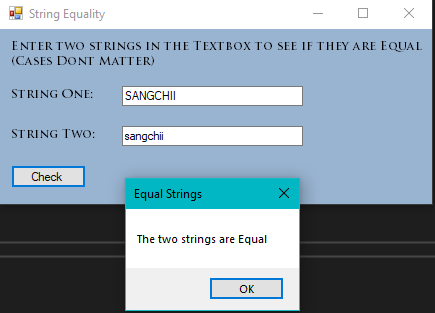 String Equality
Enter two strings in the Textbox to see if they are Equal
(Cases Dont Matter)
String One:
SANGCHII
String Two:
sangchii
Check
Equal Strings
The two strings are Equal
OK